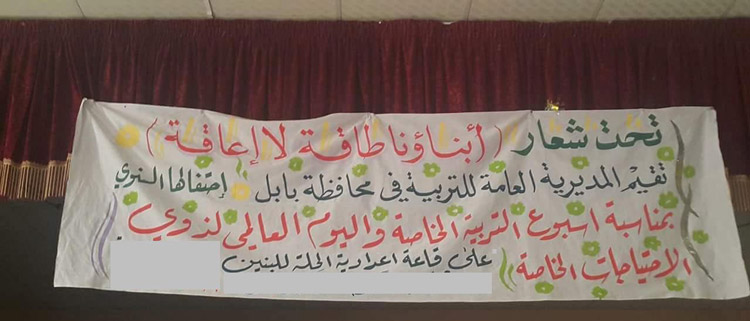 تحت شعار ((أبناؤنا طاقة لا إعاقة))
تقيم المديرية العامة للتربية في محافظة بابل إحتفالها السنوي
بمناسبة اسبوع التربية الخاصة واليوم العالمي لذوي
الاحتياجات الخاصة )) على قاعة اعدادية الحلة للبنين